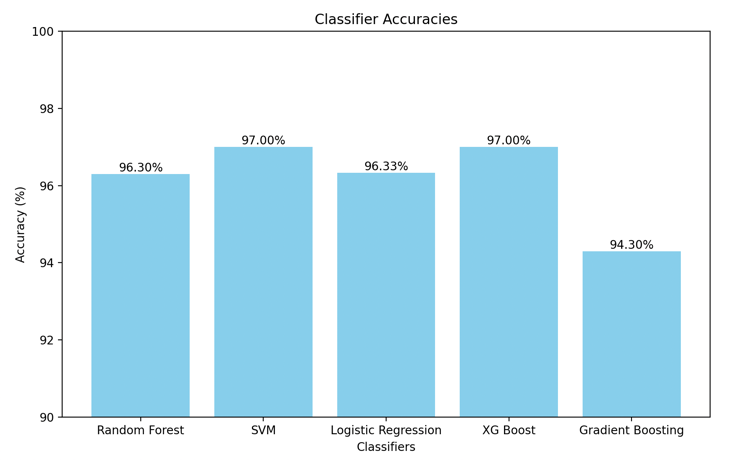 Classifier Accuracies
100
98
96
94
92
90
Accuracy (%)
96.30%
97.00%
96.33%
97.00%
94.30%
Random Forest
SVM
Logistic Regression
XG Boost
Gradient Boosting
Classifiers